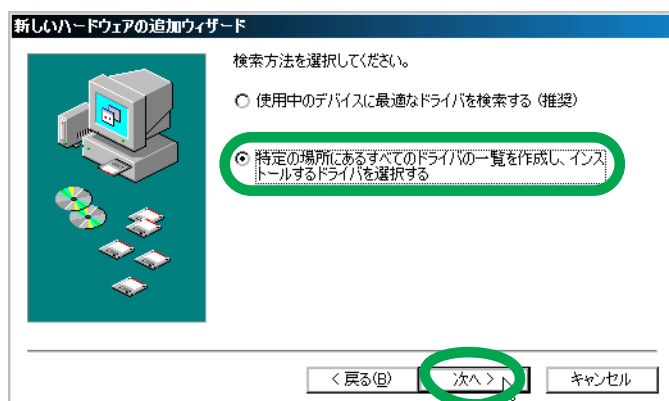 新しいハードウェアの追加ウィザード
検索方法を選択してください。
使用中のデバイスに最適なドライバを検索する (推奨)
特定の場所にあるすべてのドライバの一覧を作成し、インス
トールするドライバを選択する
< 戻る(B)
次へ >
キャンセル